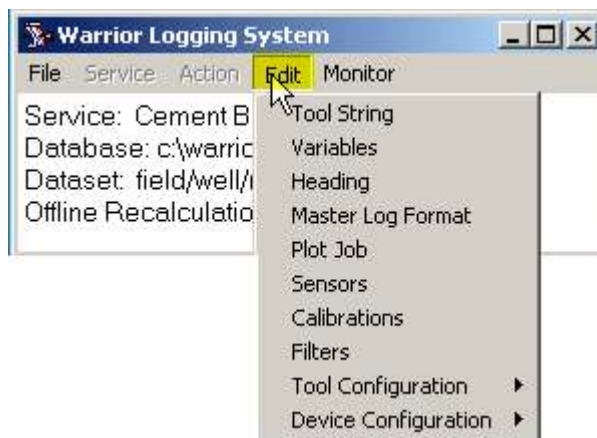 Warrior Logging System
File Service Action Edit Monitor
Service: Cement B
Database: c:\warric
Dataset: field/well/
Offline Recalculatio
Tool String
Variables
Heading
Master Log Format
Plot Job
Sensors
Calibrations
Filters
Tool Configuration
Device Configuration